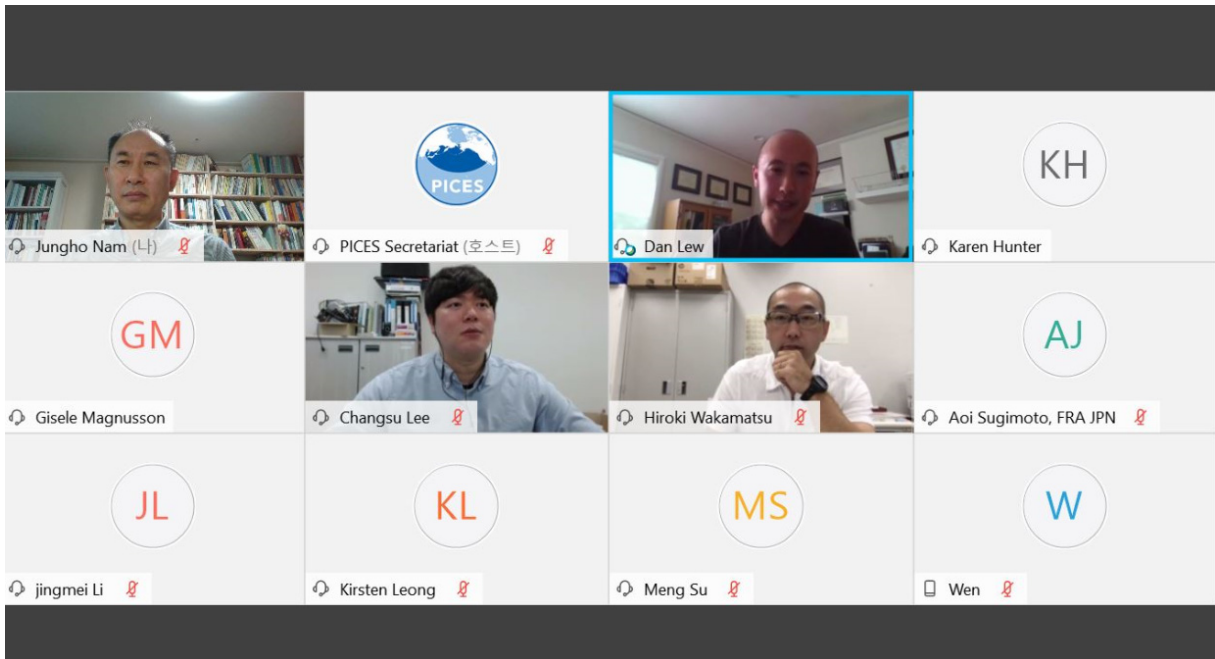 PICES
Jungho Nam (나)
PICES Secretariat (호스트)
Dan Lew
KH
Karen Hunter
GM
Gisele Magnusson
Changsu Lee
Hiroki Wakamatsu
AJ
Aoi Sugimoto, FRA JPN
JL
jingmei Li
KL
Kirsten Leong
MS
Meng Su
W
Wen